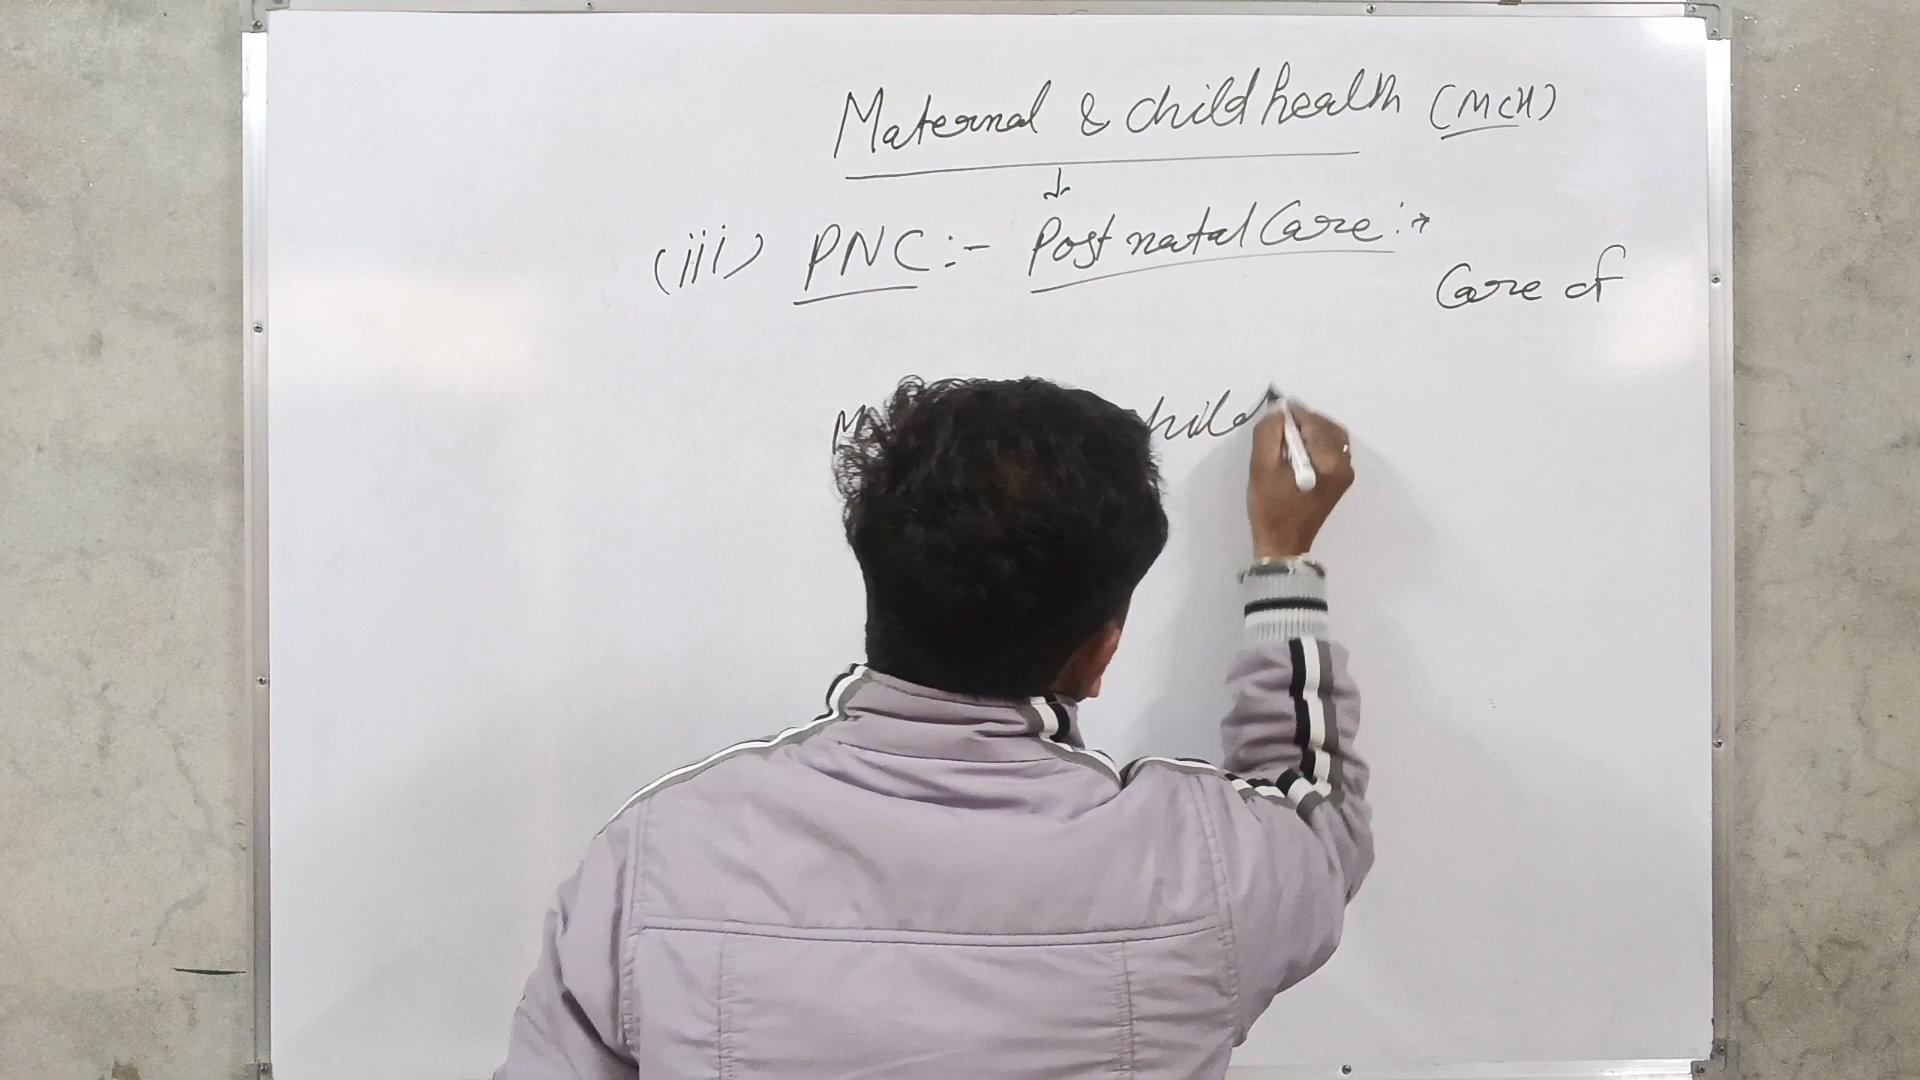 Maternal & child health (MCH)
(iii) PNC :- Post natal Care :→
Care of